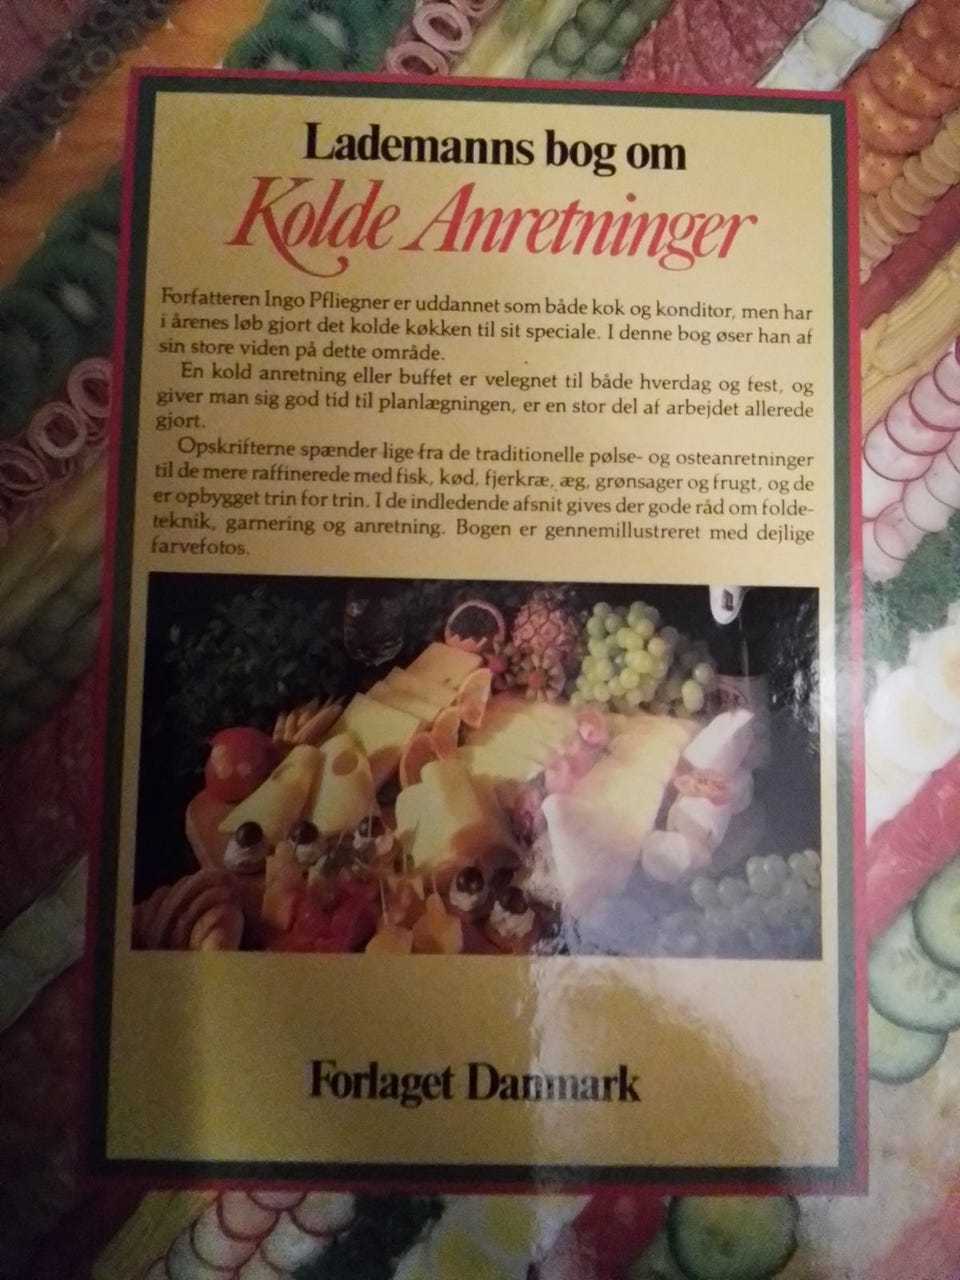 Lademanns bog om
Kolde Anretninger
Forfatteren Ingo Pfliegner er uddannet som både kok og konditor, men har
i årenes løb gjort det kolde køkken til sit speciale. I denne bog øser han af
sin store viden på dette område.
En kold anretning eller buffet er velegnet til både hverdag og fest, og
giver man sig god tid til planlægningen, er en stor del af arbejdet allerede
gjort.
Opskrifterne spænder lige fra de traditionelle pølse- og osteanretninger
til de mere raffinerede med fisk, kød, fjerkræ, æg, grønsager og frugt, og de
er opbygget trin for trin. I de indledende afsnit gives der gode råd om folde-
teknik, garnering og anretning. Bogen er gennemillustreret med dejlige
farvefotos.
Forlaget Danmark